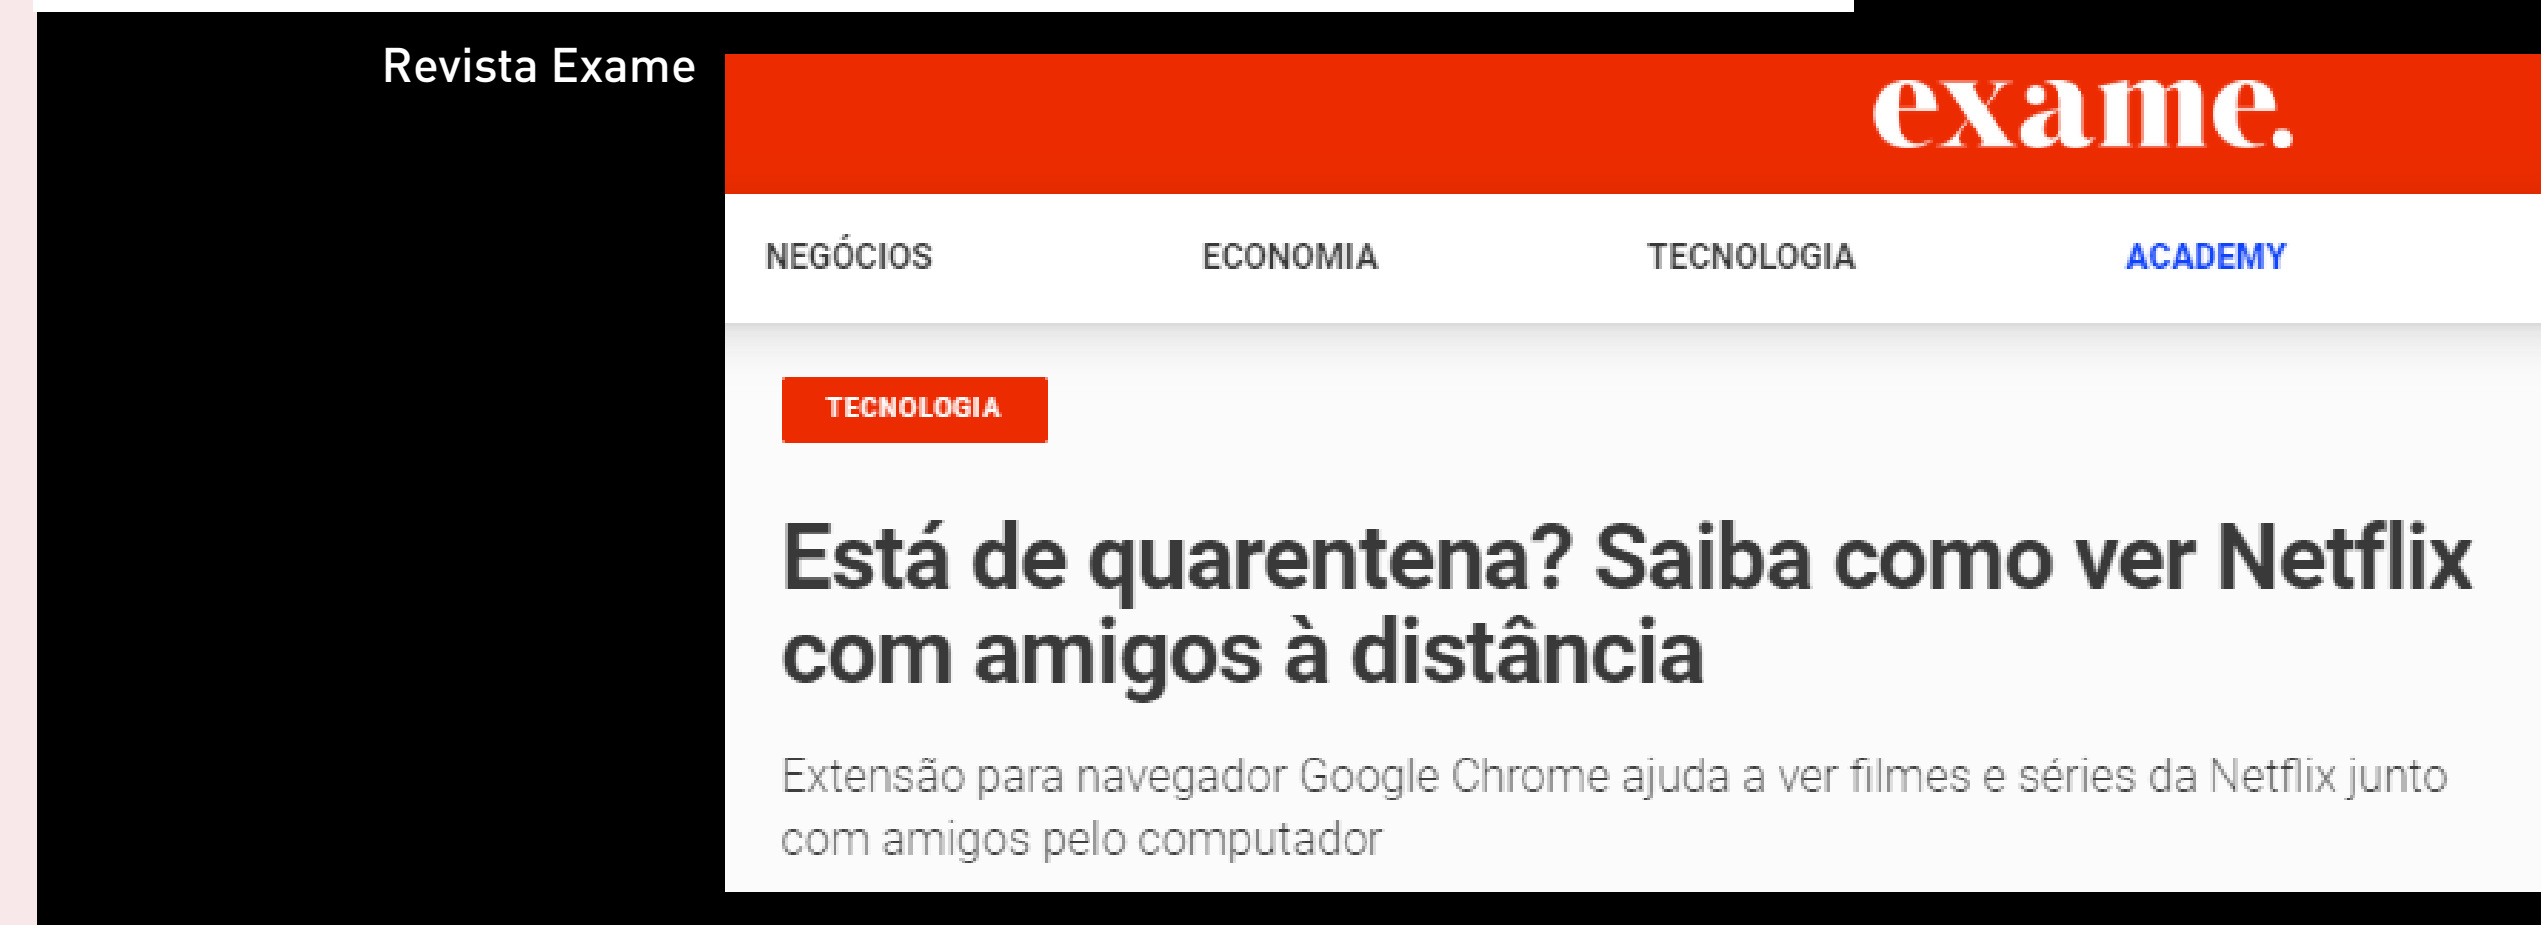 Revista Exame
exame.
NEGÓCIOS ECONOMIA TECNOLOGIA ACADEMY
TECNOLOGIA
Está de quarentena? Saiba como ver Netflix
com amigos à distância
Extensão para navegador Google Chrome ajuda a ver filmes e séries da Netflix junto
com amigos pelo computador